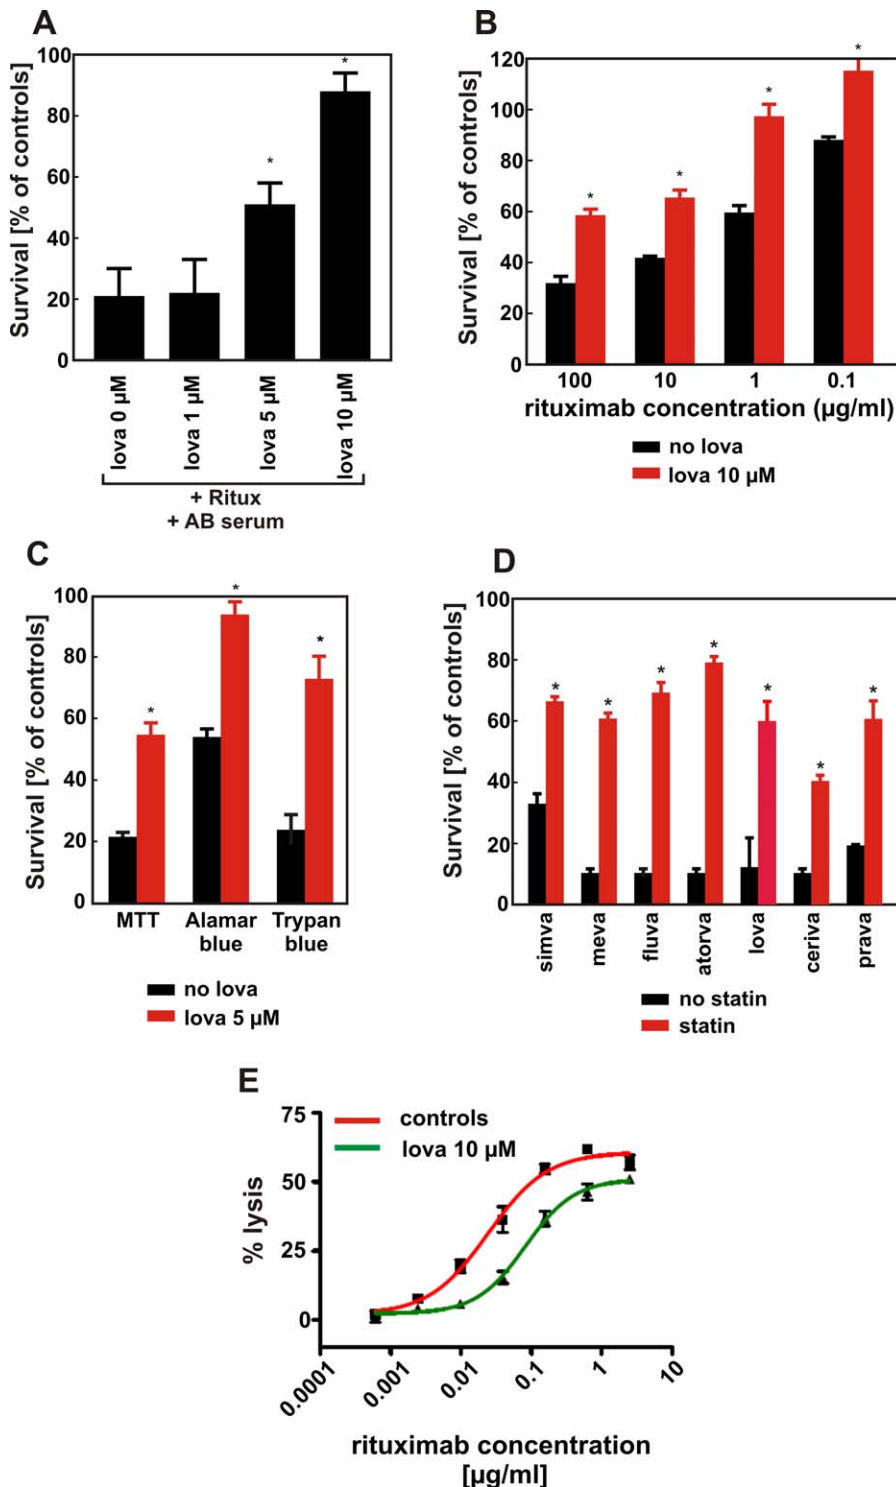 A
Survival [% of controls]
100
80
60
40
20
0
*
*
lova 0 µM
lova 1 µM
lova 5 µM
lova 10 µM
+ Ritux
+ AB serum
B
Survival [% of controls]
120
100
80
60
40
20
0
*
*
*
*
100 10 1 0.1
rituximab concentration (µg/ml)
no lova
lova 10 µM
C
Survival [% of controls]
100
80
60
40
20
0
*
*
*
MTT Alamar blue Trypan blue
no lova
lova 5 µM
D
Survival [% of controls]
100
80
60
40
20
0
*
*
*
*
*
*
*
simva
meva
fluva
atorva
lova
ceriva
prava
no statin
statin
E
% lysis
75
50
25
0
controls
lova 10 µM
0.0001
0.001
0.01
0.1
1
10
rituximab concentration
[µg/ml]